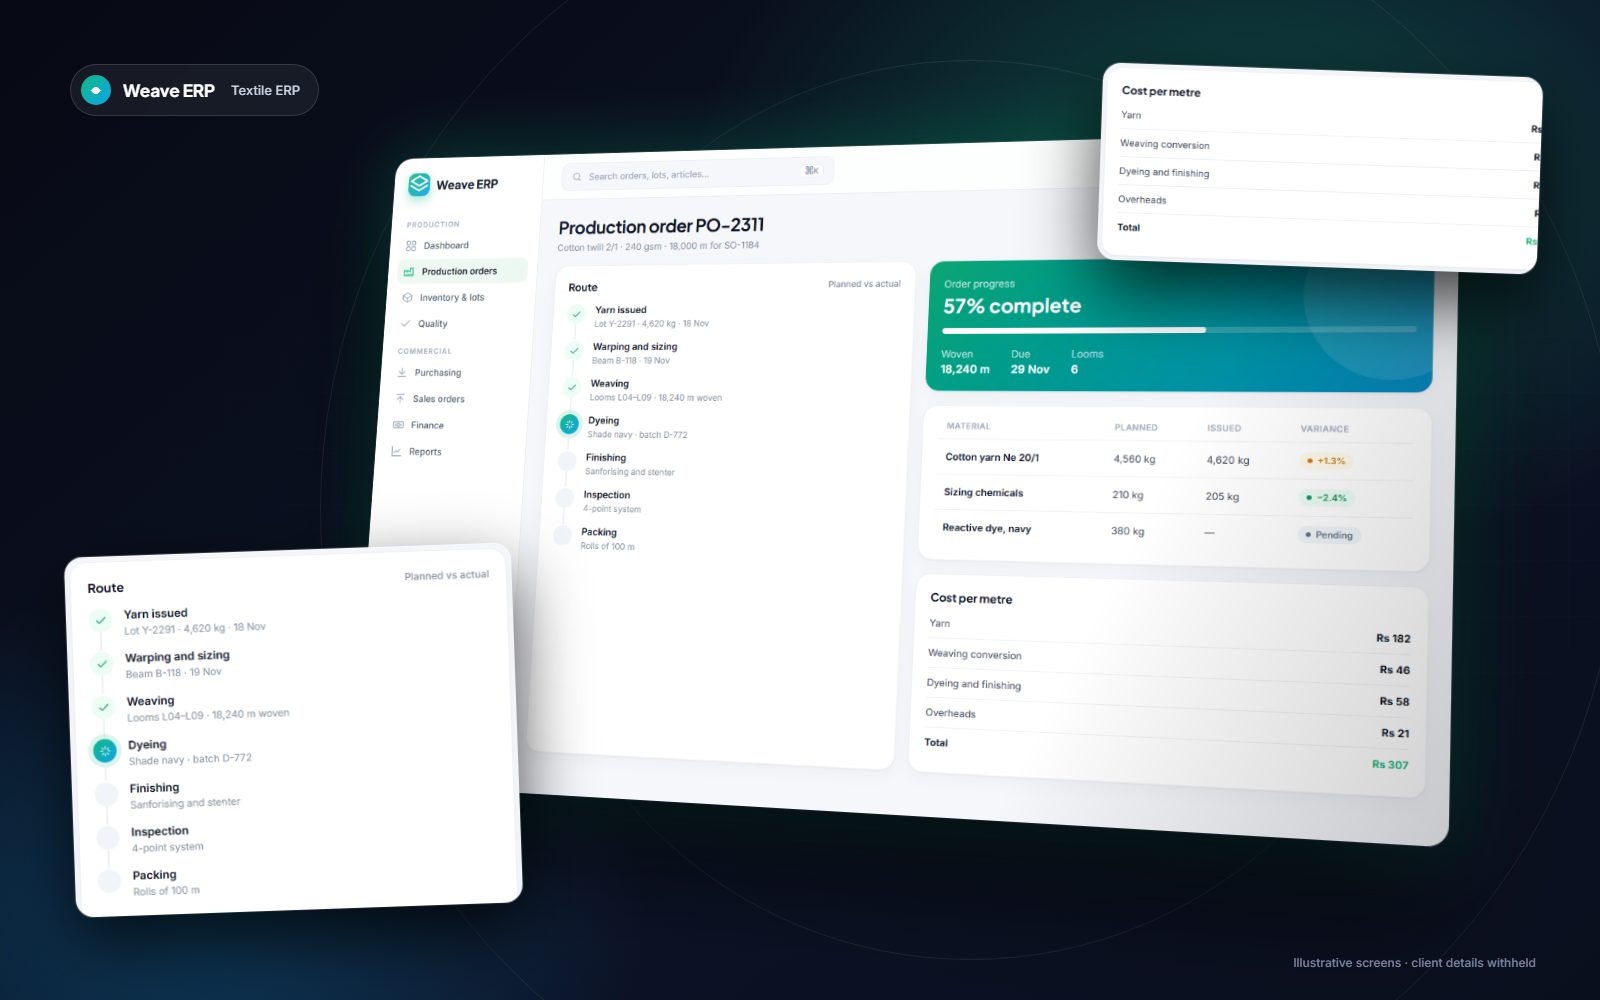 Weave ERP Textile ERP
Cost per metre
Yarn Rs
Weaving conversion R
Dyeing and finishing R
Overheads
Total Rs
Weave ERP
Search orders, lots, articles... ⌘K
PRODUCTION
Dashboard
Production orders
Inventory & lots
Quality
COMMERCIAL
Purchasing
Sales orders
Finance
Reports
Production order PO-2311
Cotton twill 2/1 · 240 gsm · 18,000 m for SO-1184
Route Planned vs actual
Yarn issued
Lot Y-2291 · 4,620 kg · 18 Nov
Warping and sizing
Beam B-118 · 19 Nov
Weaving
Looms L04–L09 · 18,240 m woven
Dyeing
Shade navy · batch D-772
Finishing
Sanforising and stenter
Inspection
4-point system
Packing
Rolls of 100 m
Order progress
57% complete
Woven Due Looms
18,240 m 29 Nov 6
MATERIAL PLANNED ISSUED VARIANCE
Cotton yarn Ne 20/1 4,560 kg 4,620 kg +1.3%
Sizing chemicals 210 kg 205 kg −2.4%
Reactive dye, navy 380 kg — Pending
Cost per metre
Yarn Rs 182
Weaving conversion Rs 46
Dyeing and finishing Rs 58
Overheads Rs 21
Total Rs 307
Route Planned vs actual
Yarn issued
Lot Y-2291 · 4,620 kg · 18 Nov
Warping and sizing
Beam B-118 · 19 Nov
Weaving
Looms L04–L09 · 18,240 m woven
Dyeing
Shade navy · batch D-772
Finishing
Sanforising and stenter
Inspection
4-point system
Packing
Rolls of 100 m
Illustrative screens · client details withheld